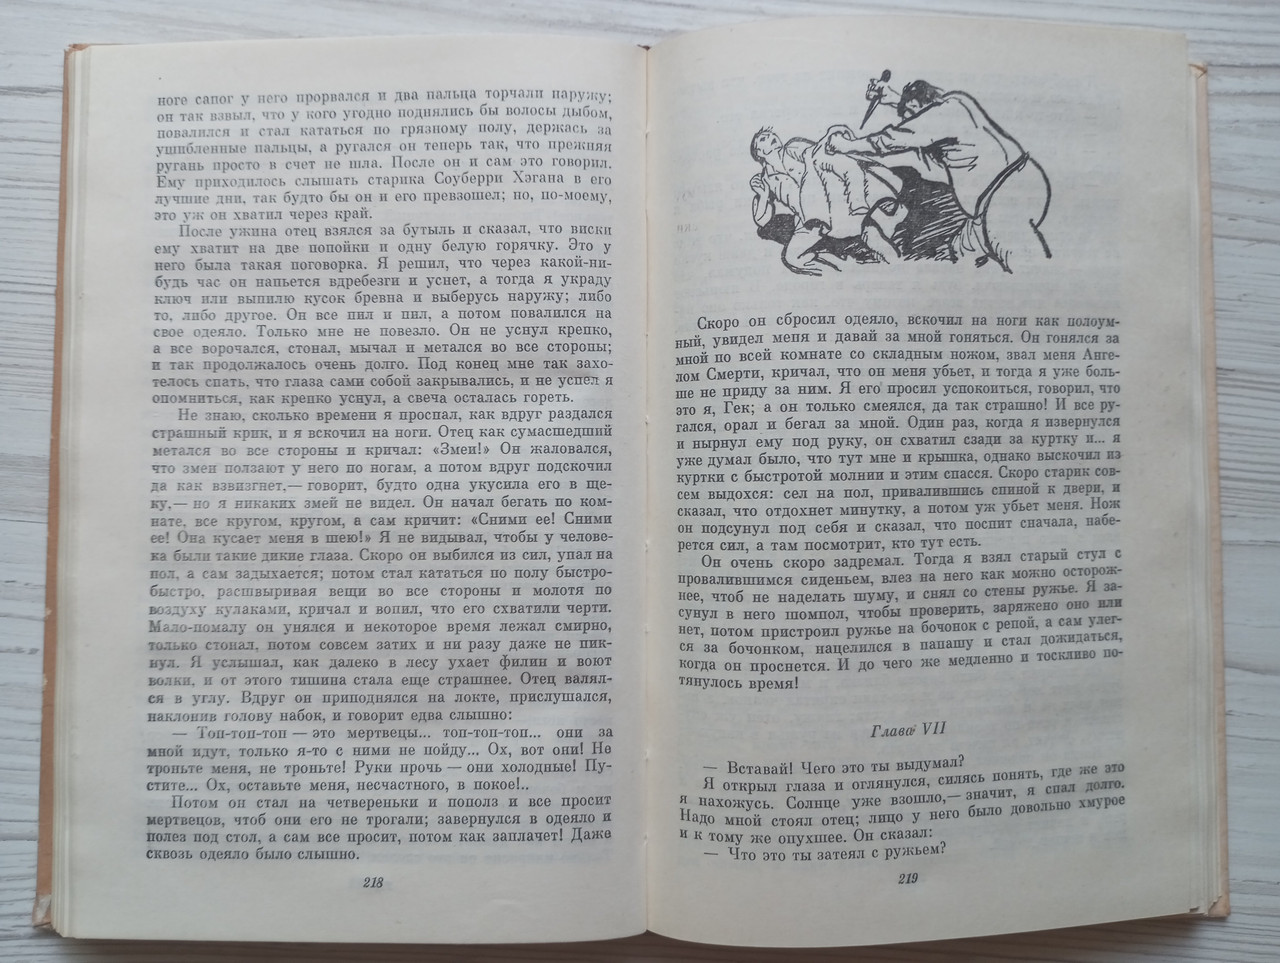 ноге сапог у него прорвался и два пальца торчали наружу;
он так взвыл, что у кого угодно поднялись бы волосы дыбом,
повалился и стал кататься по грязному полу, держась за
ушибленные пальцы, а ругался он теперь так, что прежняя
ругань просто в счет не шла. После он и сам это говорил.
Ему приходилось слышать старика Соуберри Хэгана в его
лучшие дни, так будто бы он и его превзошел; но, по-моему,
это уж он хватил через край.
После ужина отец взялся за бутыль и сказал, что виски
ему хватит на две попойки и одну белую горячку. Это у
него была такая поговорка. Я решил, что через какой-ни-
будь час он напьется вдребезги и уснет, а тогда я украду
ключ или выпилю кусок бревна и выберусь наружу; либо
то, либо другое. Он все пил и пил, а потом повалился на
свое одеяло. Только мне не повезло. Он не уснул крепко,
а все ворочался, стонал, мычал и метался во все стороны;
и так продолжалось очень долго. Под конец мне так захо-
телось спать, что глаза сами собой закрывались, и не успел я
опомниться, как крепко уснул, а свеча осталась гореть.
Не знаю, сколько времени я проспал, как вдруг раздался
страшный крик, и я вскочил на ноги. Отец как сумасшедший
метался во все стороны и кричал: «Змеи!» Он жаловался,
что змеи ползают у него по ногам, а потом вдруг подскочил
да как взвизгнет,— говорит, будто одна укусила его в ще-
ку,— но я никаких змей не видел. Он начал бегать по ком-
нате, все кругом, кругом, а сам кричит: «Сними ее! Сними
ее! Она кусает меня в шею!» Я не видывал, чтобы у челове-
ка были такие дикие глаза. Скоро он выбился из сил, упал на
пол, а сам задыхается; потом стал кататься по полу быстро-
быстро, расшвыривая вещи во все стороны и молотя по
воздуху кулаками, кричал и вопил, что его схватили черти.
Мало-помалу он унялся и некоторое время лежал смирно,
только стонал, потом совсем затих и ни разу даже не пик-
нул. Я услышал, как далеко в лесу ухает филин и воют
волки, и от этого тишина стала еще страшнее. Отец валял-
ся в углу. Вдруг он приподнялся на локте, прислушался,
наклонив голову набок, и говорит едва слышно:
— Топ-топ-топ — это мертвецы... топ-топ-топ... они за
мной идут, только я-то с ними не пойду... Ох, вот они! Не
троньте меня, не троньте! Руки прочь — они холодные! Пу-
стите... Ох, оставьте меня, несчастного, в покое!..
Потом он стал на четвереньки и пополз и все просит
мертвецов, чтоб они его не трогали; завернулся в одеяло и
полез под стол, а сам все просит, потом как заплачет! Даже
сквозь одеяло было слышно.
218
Скоро он сбросил одеяло, вскочил на ноги как полоум-
ный, увидел меня и давай за мной гоняться. Он гонялся за
мной по всей комнате со складным ножом, звал меня Анге-
лом Смерти, кричал, что он меня убьет, и тогда я уже боль-
ше не приду за ним. Я его просил успокоиться, говорил, что
это я, Гек; а он только смеялся, да так страшно! И все ру-
гался, орал и бегал за мной. Один раз, когда я извернулся
и нырнул ему под руку, он схватил сзади за куртку и... я
уже думал было, что тут мне и крышка, однако выскочил из
куртки с быстротой молнии и этим спасся. Скоро старик сов-
сем выдохся: сел на пол, привалившись спиной к двери, и
сказал, что отдохнет минутку, а потом уж убьет меня. Нож
он подсунул под себя и сказал, что поспит сначала, набе-
рется сил, а там посмотрит, кто тут есть.
Он очень скоро задремал. Тогда я взял старый стул с
провалившимся сиденьем, влез на него как можно осторож-
нее, чтоб не наделать шуму, и снял со стены ружье. Я за-
сунул в него шомпол, чтобы проверить, заряжено оно или
нет, потом пристроил ружье на бочонок с репой, а сам улег-
ся за бочонком, нацелился в папашу и стал дожидаться,
когда он проснется. И до чего же медленно и тоскливо по-
тянулось время!
Глава VII
— Вставай! Чего это ты выдумал?
Я открыл глаза и оглянулся, силясь понять, где же это
я нахожусь. Солнце уже взошло,— значит, я спал долго.
Надо мной стоял отец; лицо у него было довольно хмурое
и к тому же опухшее. Он сказал:
— Что это ты затеял с ружьем?
219